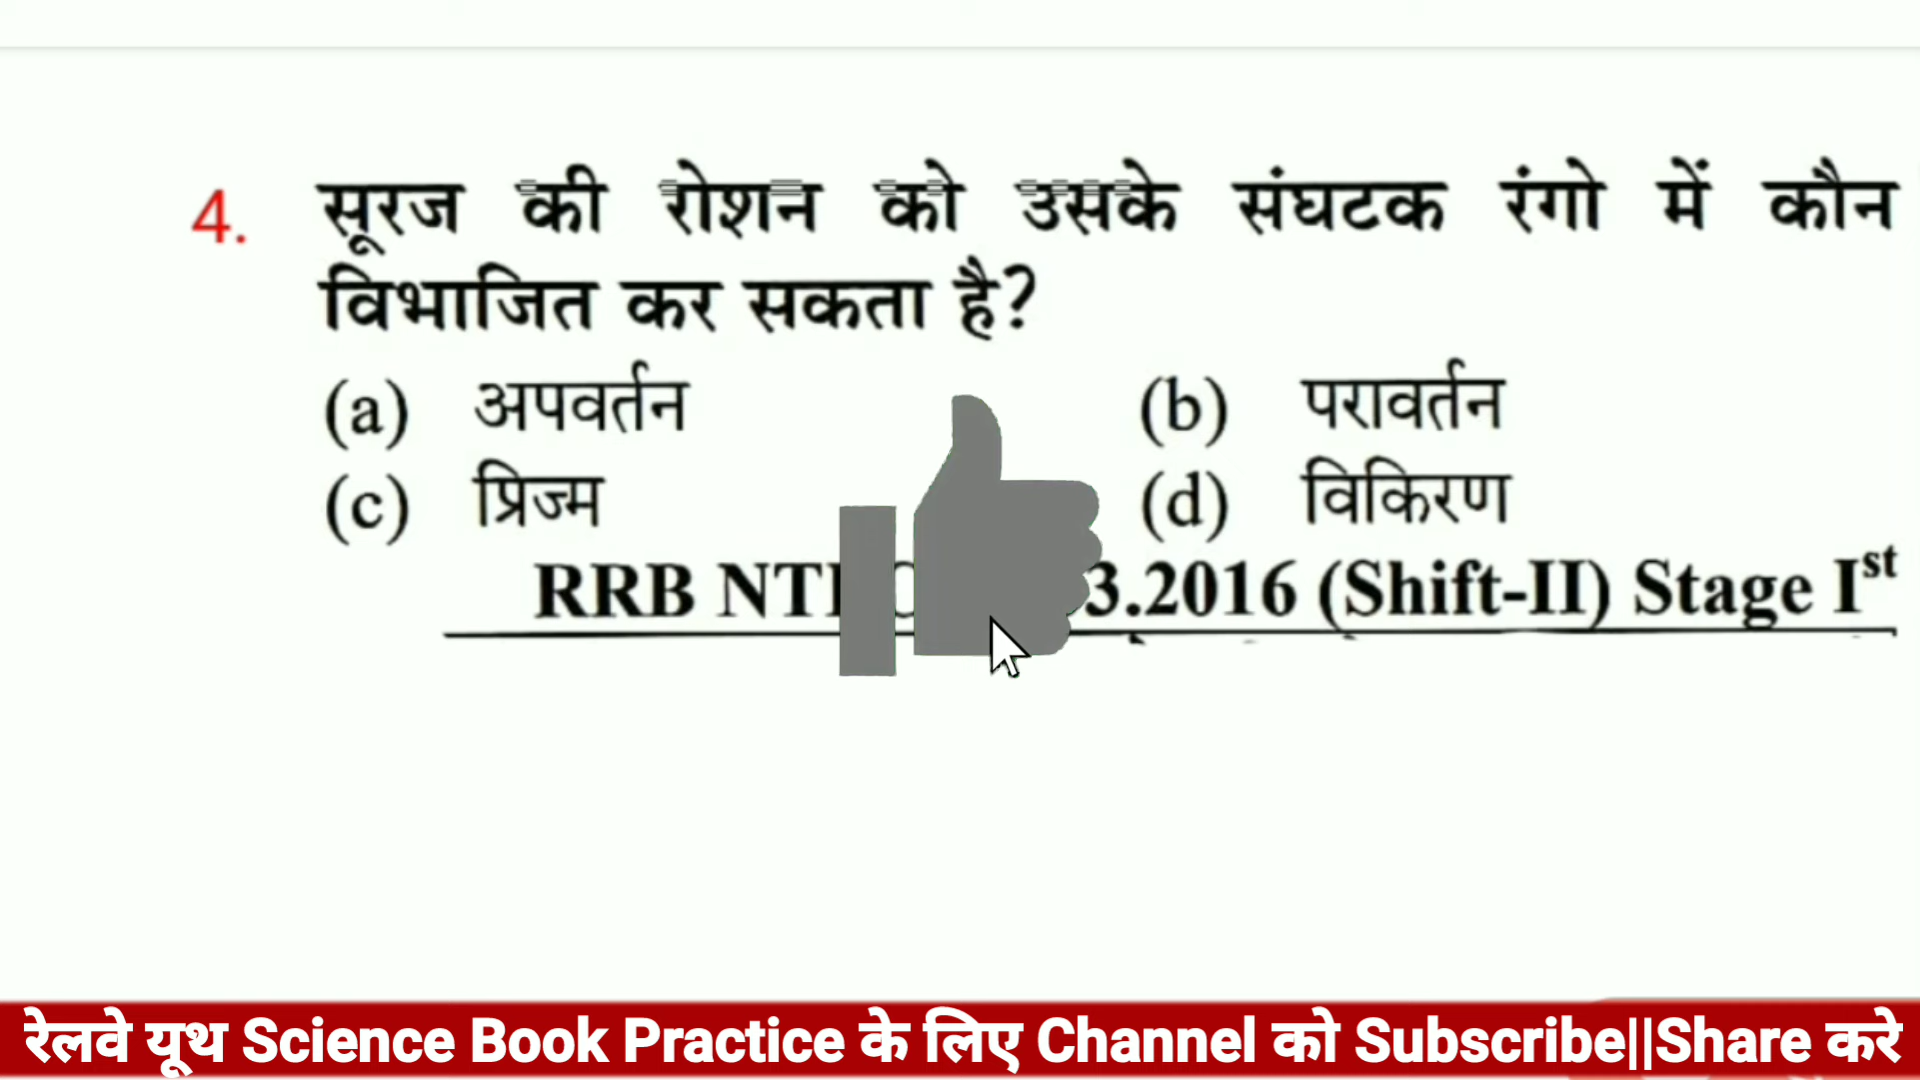 4. सूरज की रोशन को उसके संघटक रंगो में कौन
विभाजित कर सकता है?
(a) अपवर्तन (b) परावर्तन
(c) प्रिज्म (d) विकिरण
RRB 3.2016 (Shift-II) Stage Ist
रेलवे यूथ Science Book Practice के लिए Channel को Subscribe||Share करे